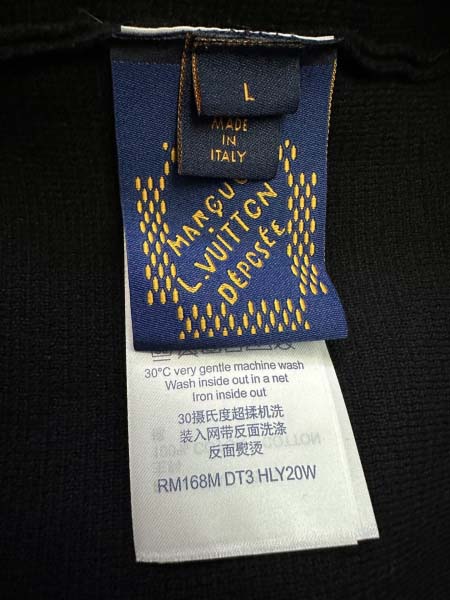 L
MADE
IN
ITALY
MARQUE
L.VUITTON
DÉPOSÉE
30°C very gentle machine wash
Wash inside out in a net
Iron inside out
30摄氏度超揉机洗
装入网带反面洗涤
反面熨烫
RM168M DT3 HLY20W